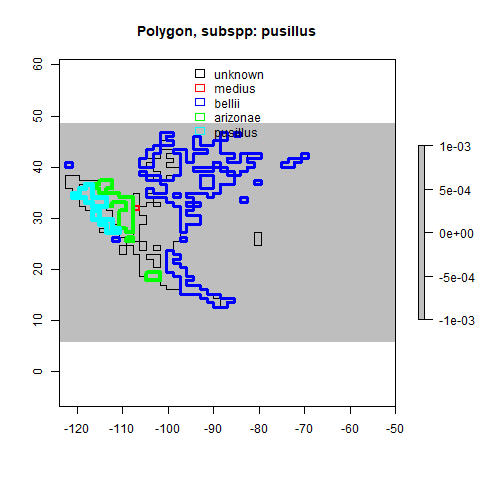 Polygon, subspp: pusillus
unknown
medius
bellii
arizonae
pusillus
60
50
40
30
20
10
0
-120 -110 -100 -90 -80 -70 -60 -50
1e-03
5e-04
0e+00
-5e-04
-1e-03